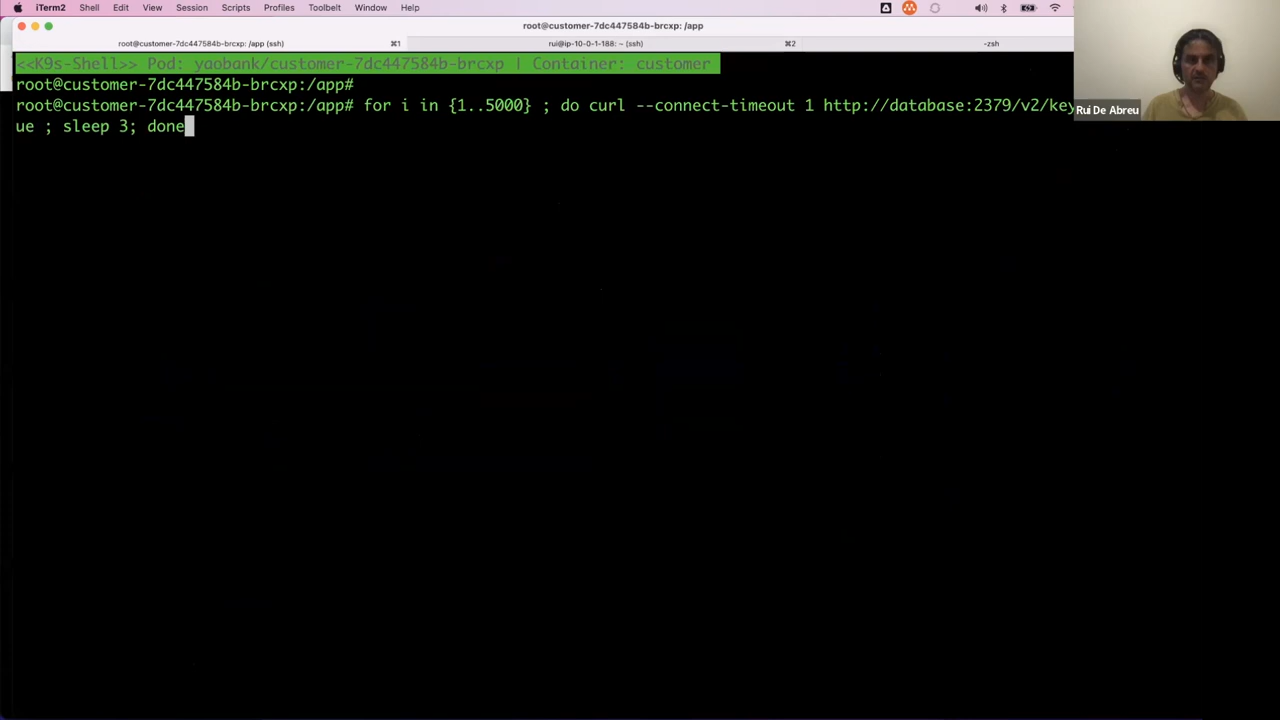 iTerm2 Shell Edit View Session Scripts Profiles Toolbelt Window Help
root@customer-7dc447584b-brcxp: /app
root@customer-7dc447584b-brcxp: /app (ssh) ⌘1 rui@ip-10-0-1-188: ~ (ssh) ⌘2 -zsh
<<K9s-Shell>> Pod: yaobank/customer-7dc447584b-brcxp | Container: customer
root@customer-7dc447584b-brcxp:/app#
root@customer-7dc447584b-brcxp:/app# for i in {1..5000} ; do curl --connect-timeout 1 http://database:2379/v2/key
ue ; sleep 3; done
Rui De Abreu